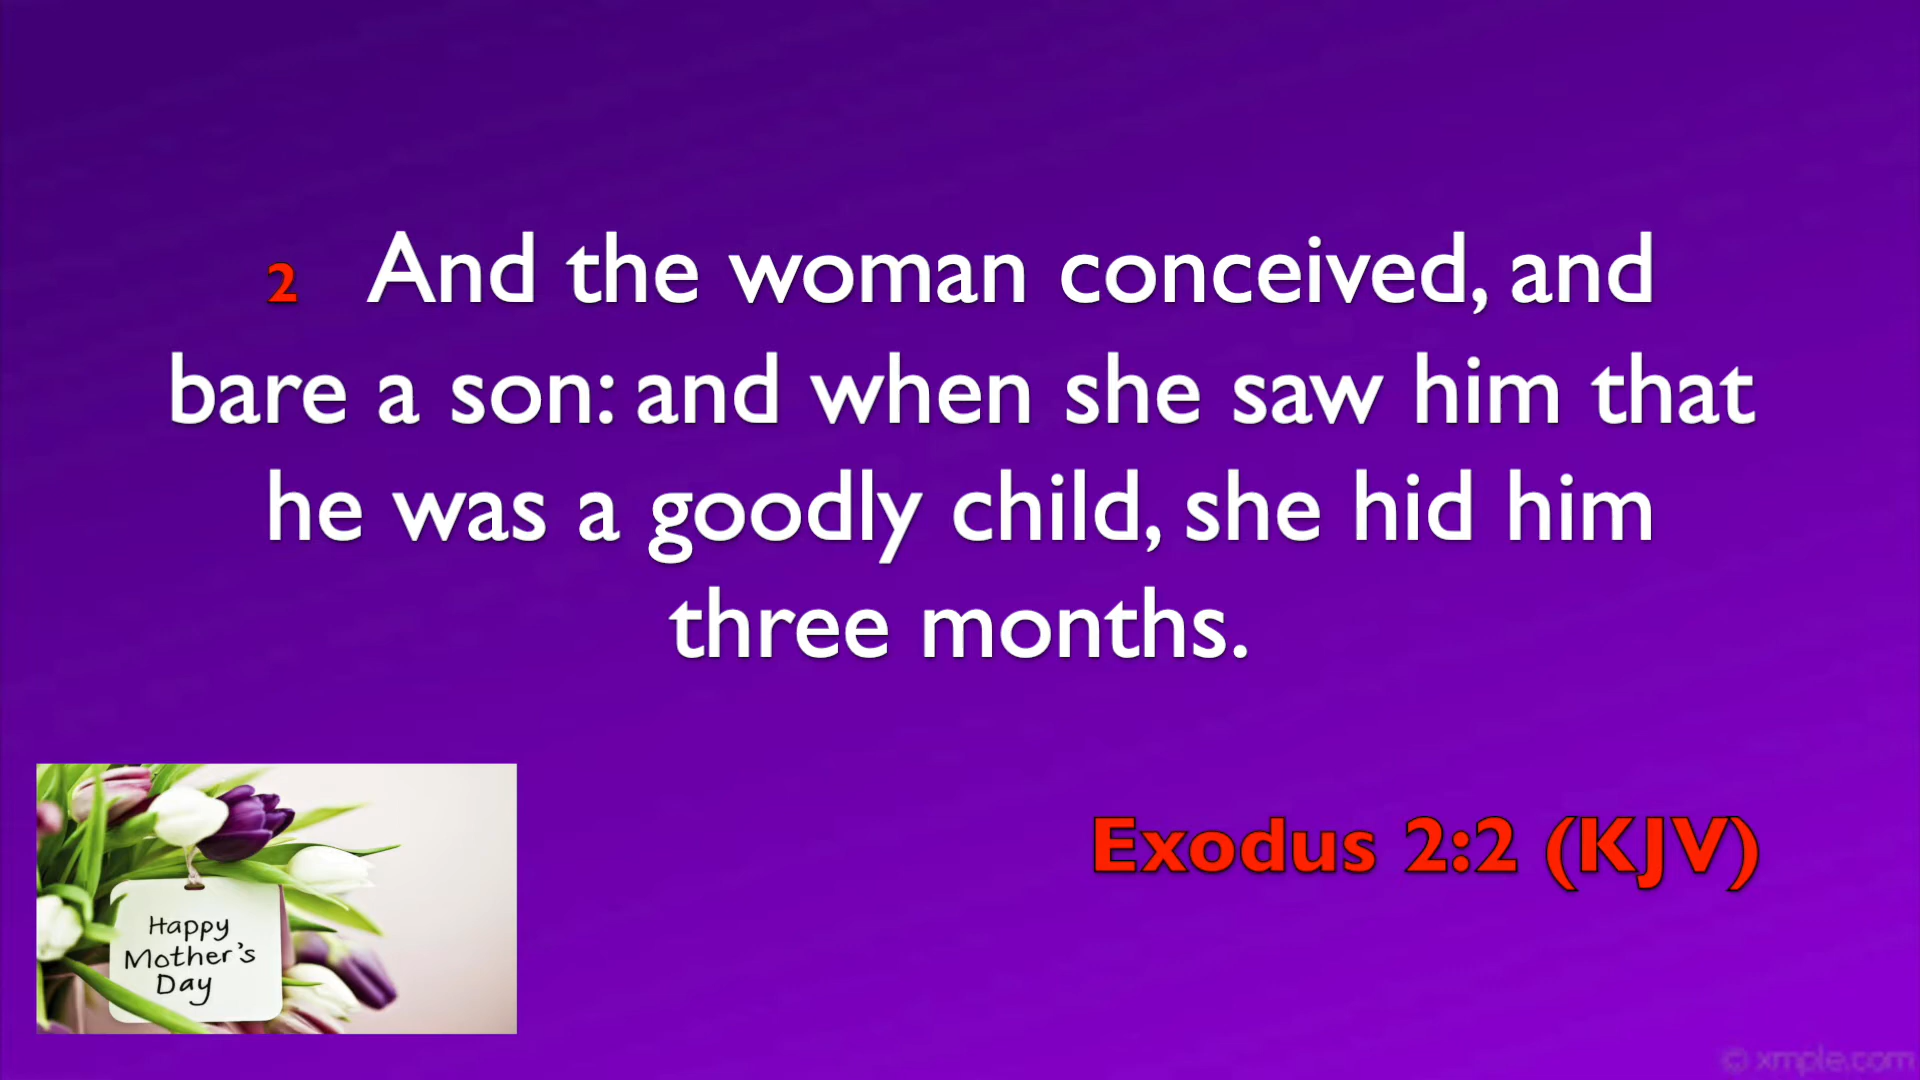 2 And the woman conceived, and
bare a son: and when she saw him that
he was a goodly child, she hid him
three months.
Exodus 2:2 (KJV)
Happy
Mother's
Day
© xmple.com